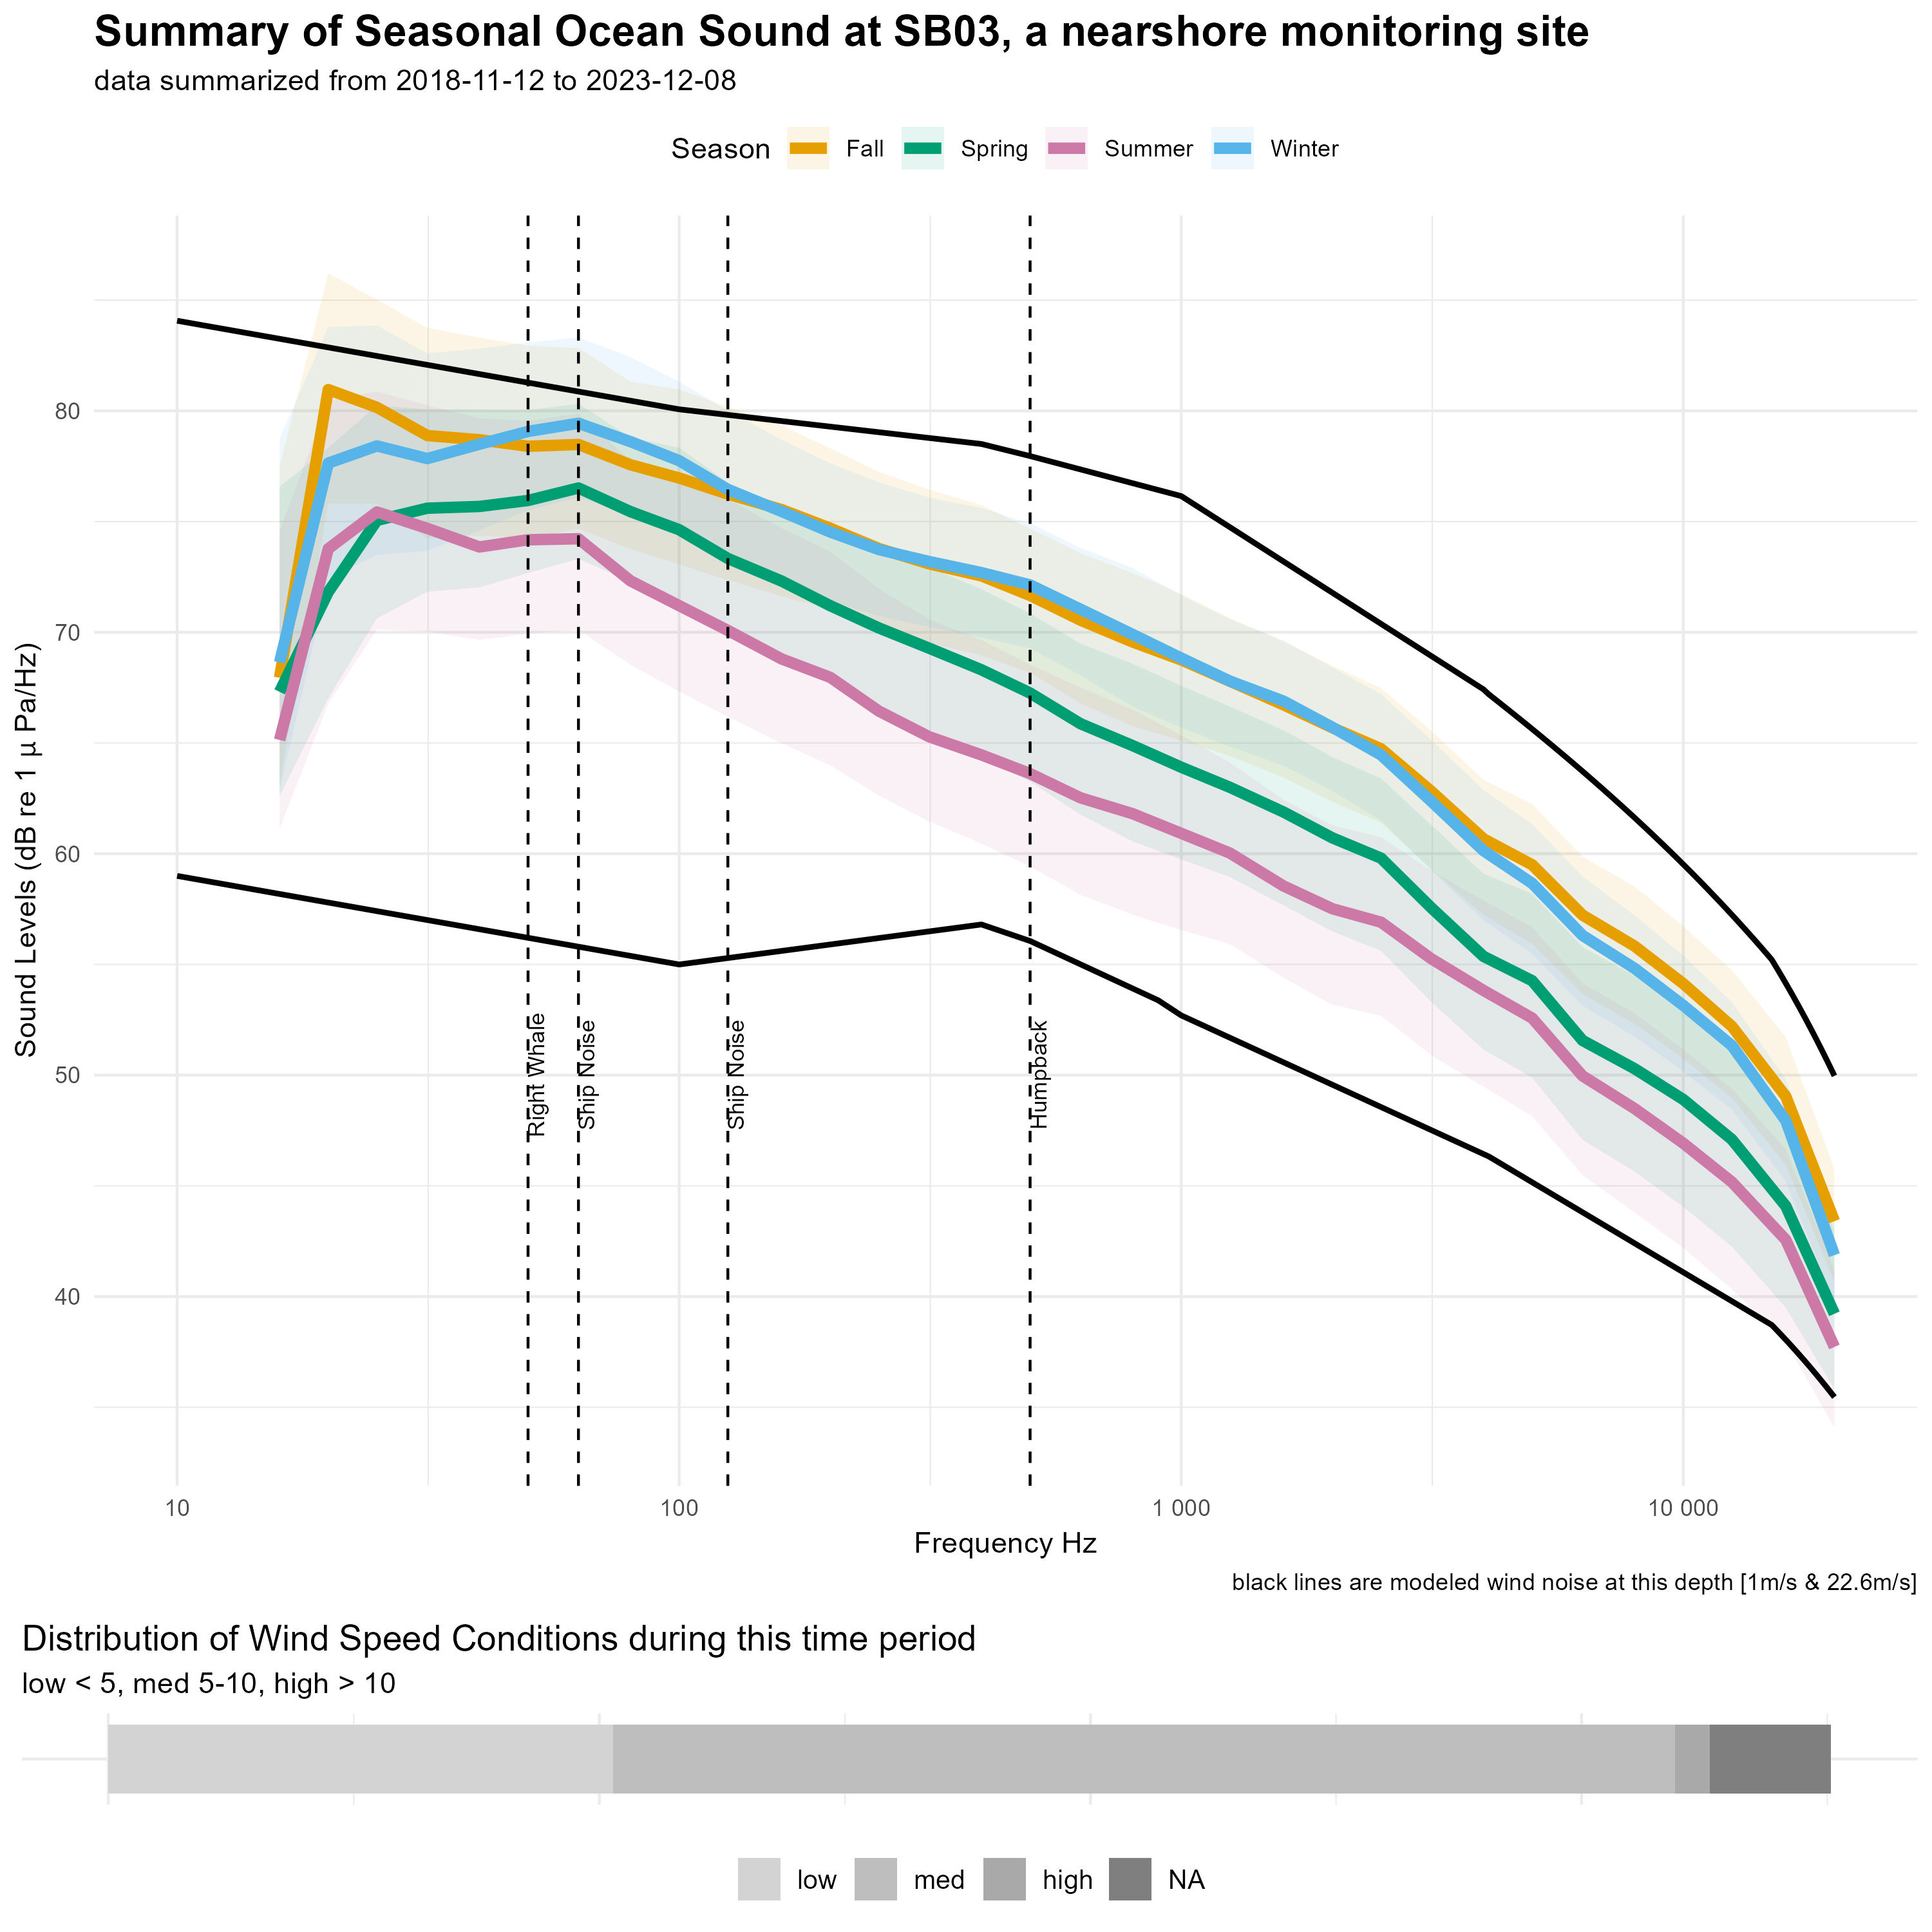 Summary of Seasonal Ocean Sound at SB03, a nearshore monitoring site
data summarized from 2018-11-12 to 2023-12-08
Season Fall Spring Summer Winter
Sound Levels (dB re 1 µ Pa/Hz)
80
70
60
50
40
Right Whale
Ship Noise
Ship Noise
Humpback
10 100 1 000 10 000
Frequency Hz
black lines are modeled wind noise at this depth [1m/s & 22.6m/s]
Distribution of Wind Speed Conditions during this time period
low < 5, med 5-10, high > 10
low med high NA